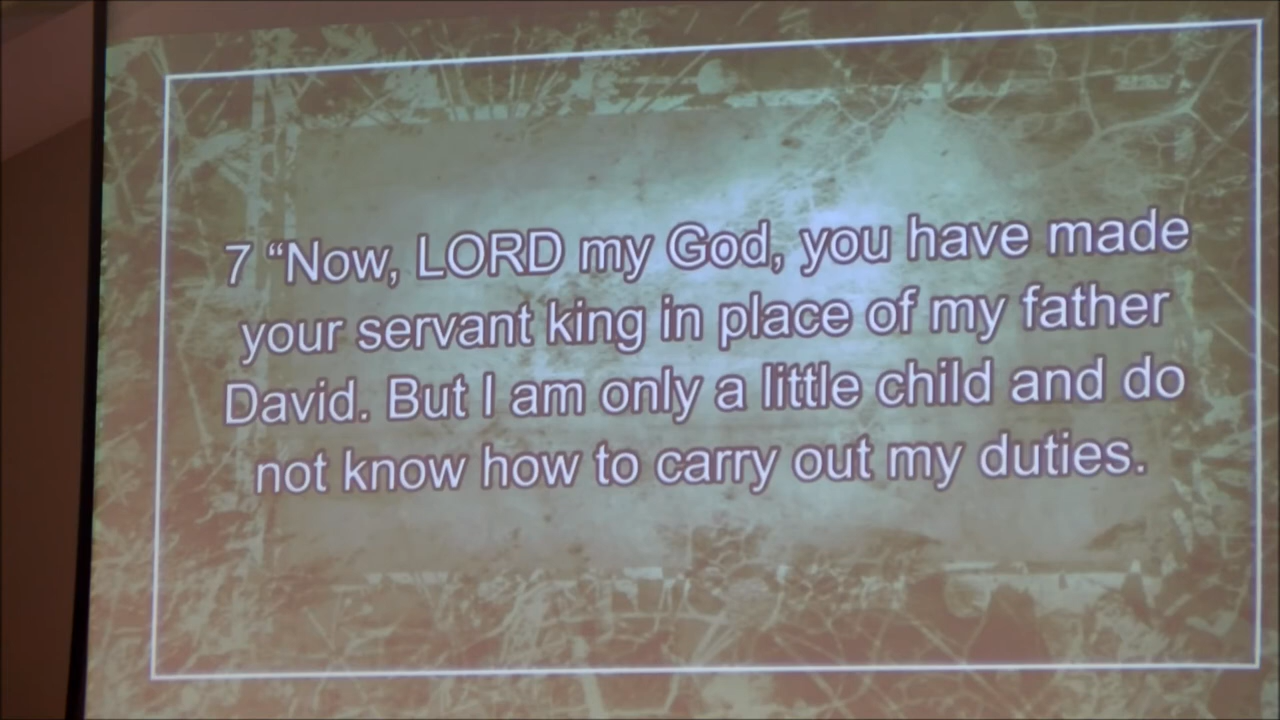 7 “Now, LORD my God, you have made
your servant king in place of my father
David. But I am only a little child and do
not know how to carry out my duties.